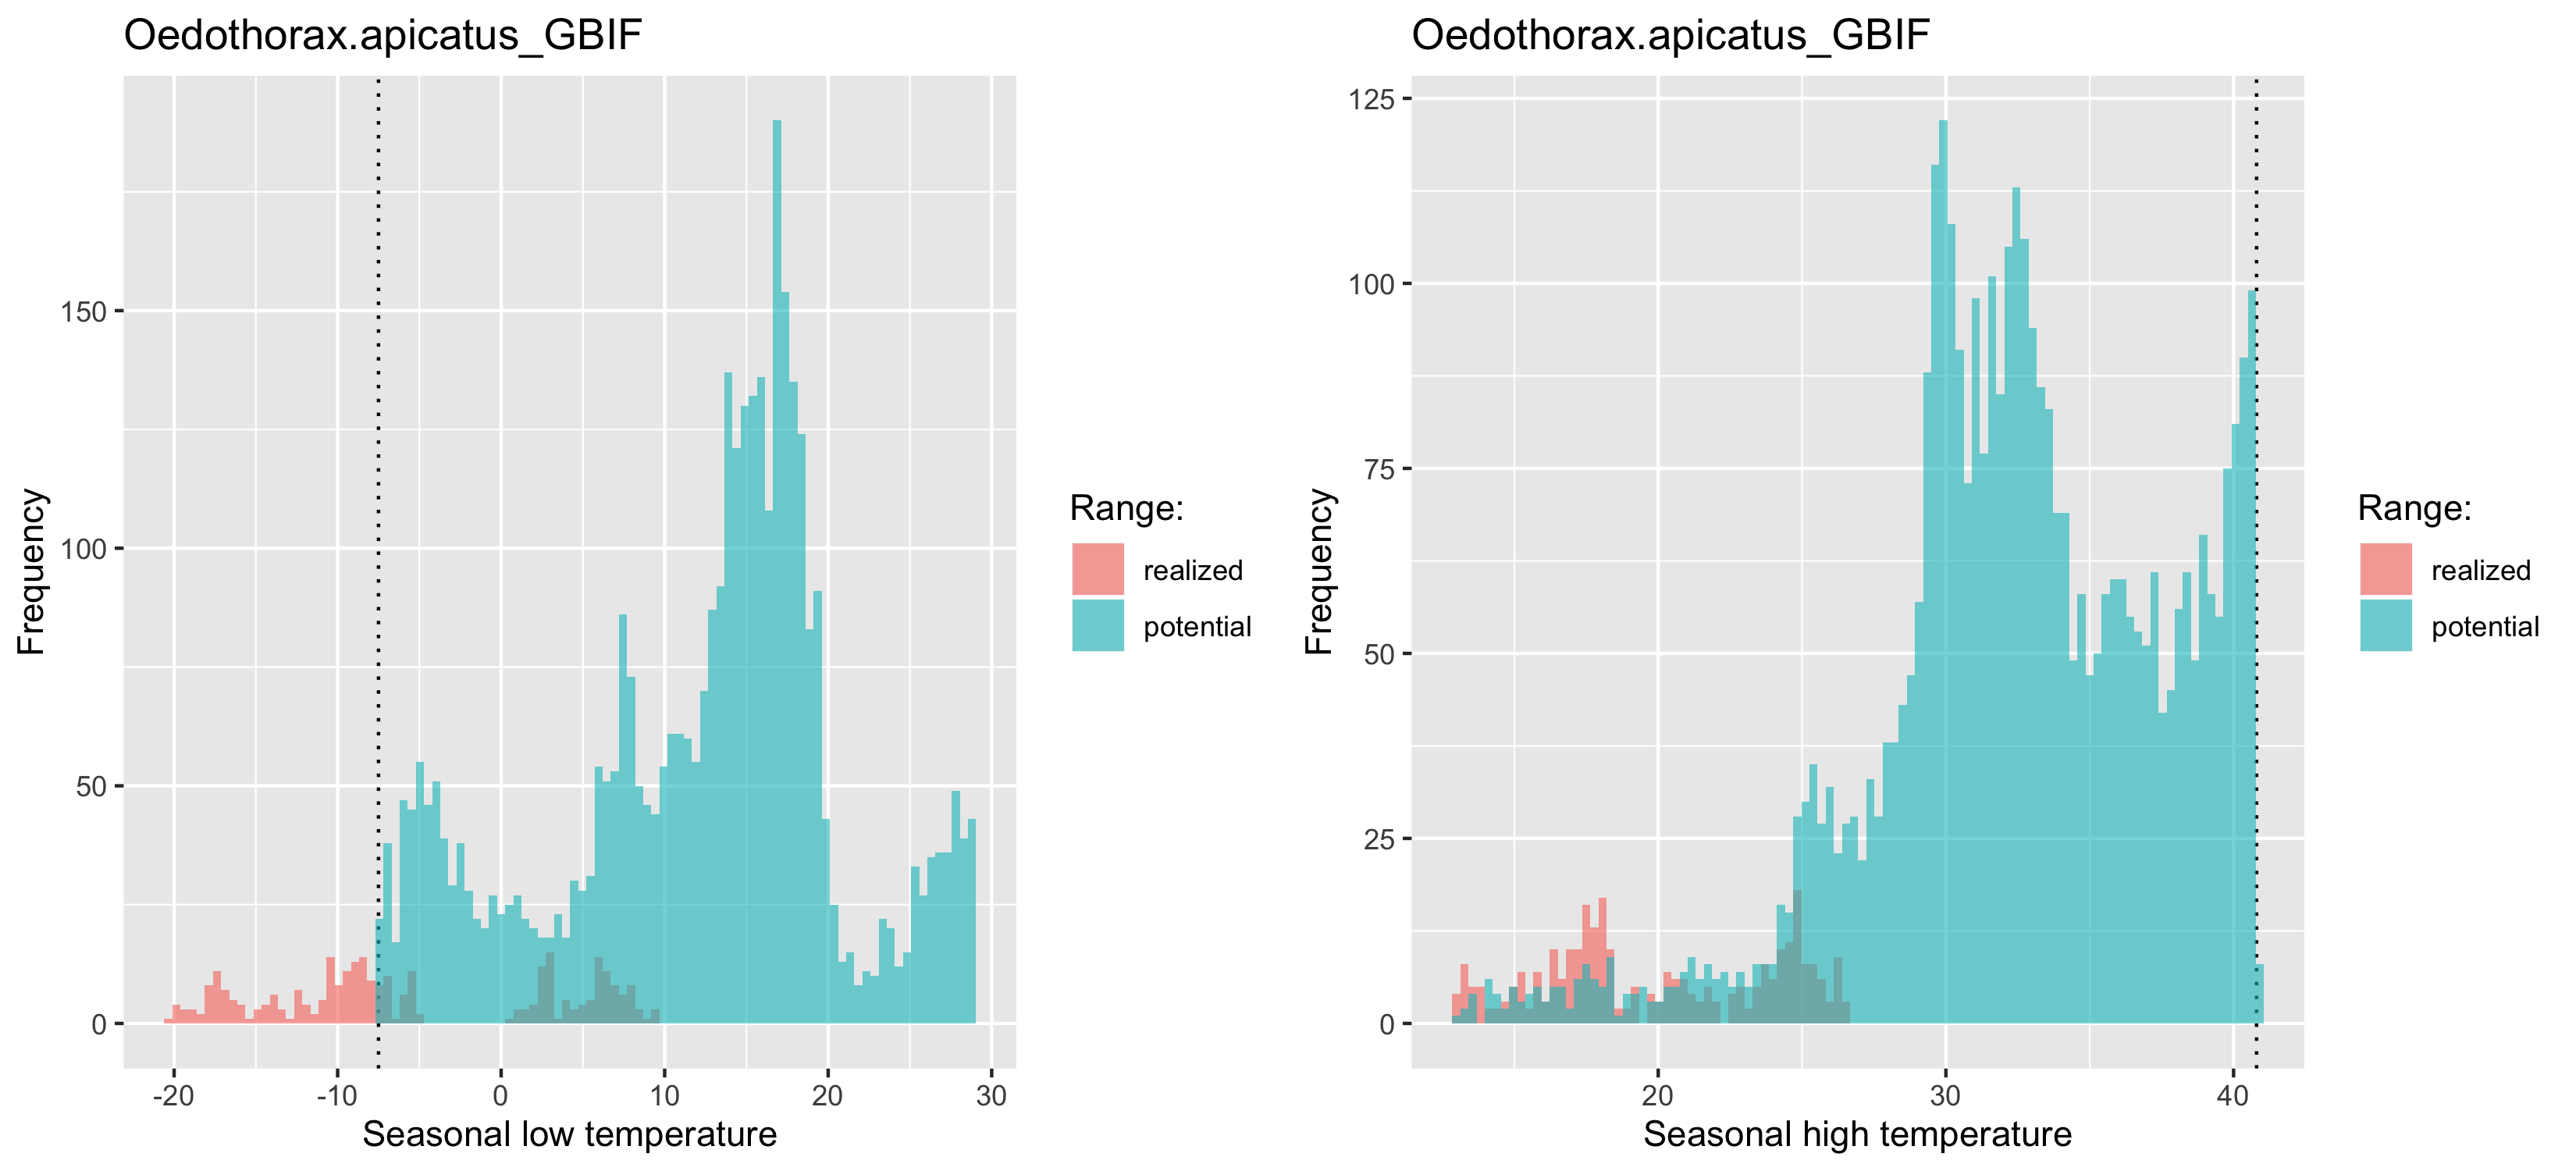 Oedothorax.apicatus_GBIF
Frequency
150
100
50
0
-20 -10 0 10 20 30
Seasonal low temperature
Range:
realized
potential
Oedothorax.apicatus_GBIF
Frequency
125
100
75
50
25
0
20 30 40
Seasonal high temperature
Range:
realized
potential